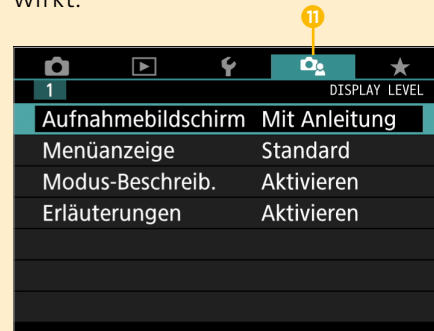 wirkt.
11
1 DISPLAY LEVEL
Aufnahmebildschirm Mit Anleitung
Menüanzeige Standard
Modus-Beschreib. Aktivieren
Erläuterungen Aktivieren